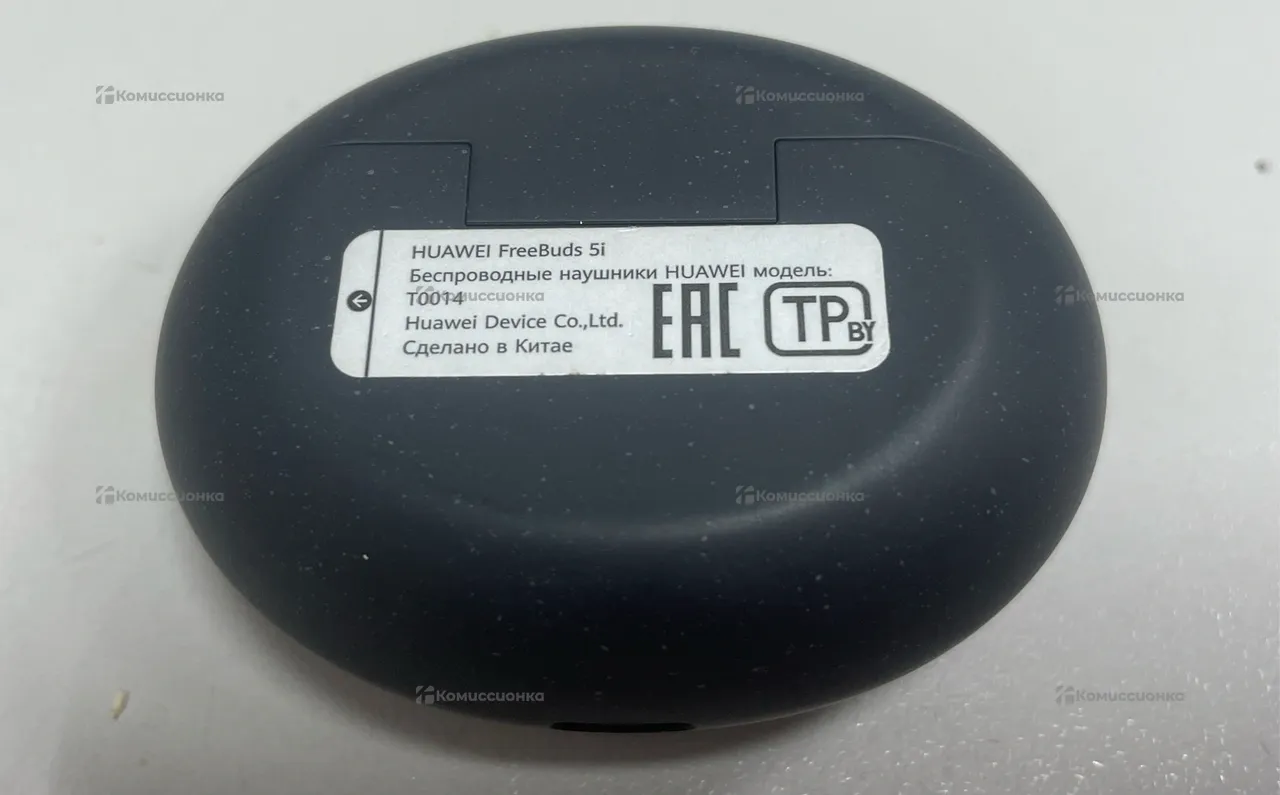 Комиссионка Комиссионка
HUAWEI FreeBuds 5i
Беспроводные наушники HUAWEI модель:
T0014
Комиссионка Комиссионка
Huawei Device Co.,Ltd.
Сделано в Китае
EAC TP BY
Комиссионка Комиссионка
Комиссионка Комиссионка